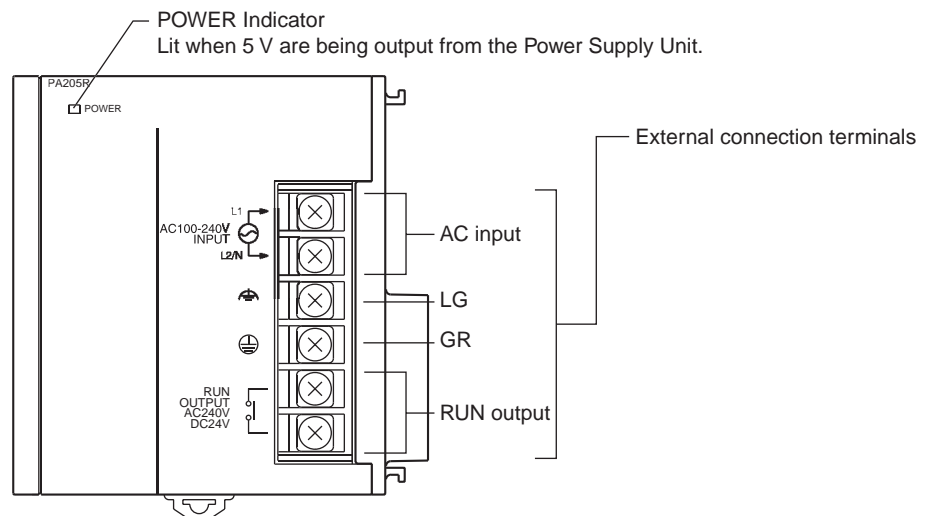 POWER Indicator
Lit when 5 V are being output from the Power Supply Unit.
PA205R
POWER
External connection terminals
L1
AC100-240V
INPUT
L2/N
AC input
LG
GR
RUN
OUTPUT
AC240V
DC24V
RUN output